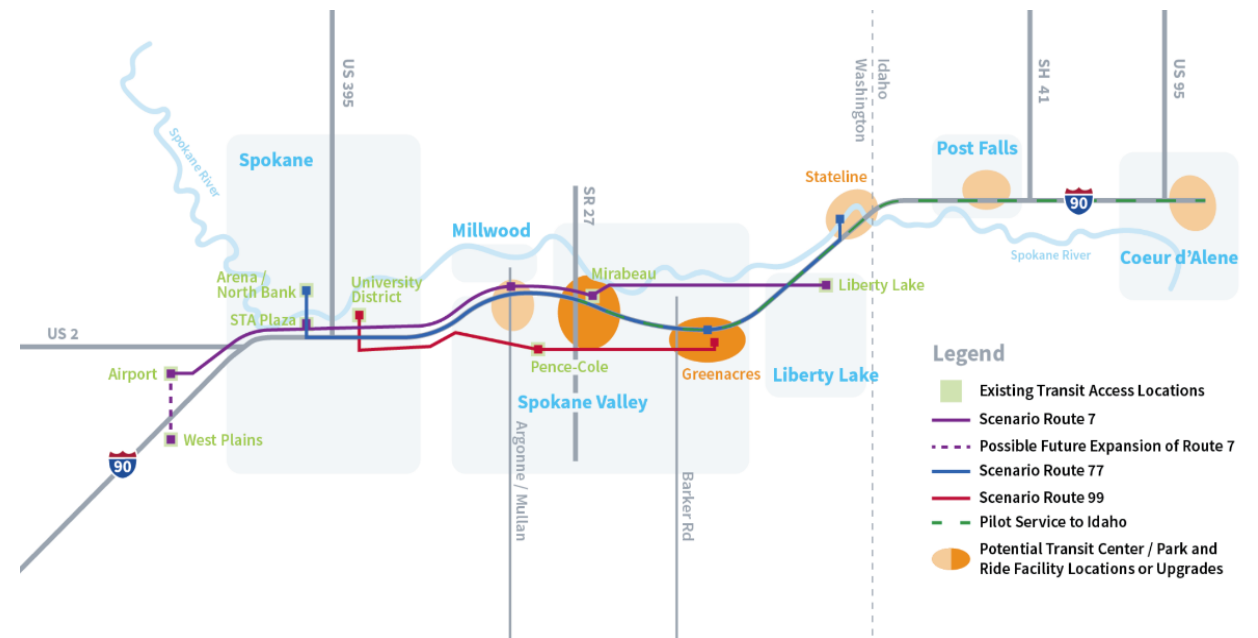 US 395
Idaho
Washington
SH 41
US 95
Spokane River
Spokane
Post Falls
Stateline
SR 27
90
Millwood
Mirabeau
Spokane River
Coeur d'Alene
Arena /
North Bank
University
District
Liberty Lake
STA Plaza
US 2
Airport
Pence-Cole
Greenacres
Liberty Lake
Spokane Valley
West Plains
90
Argonne / Mullan
Barker Rd
Legend
Existing Transit Access Locations
Scenario Route 7
Possible Future Expansion of Route 7
Scenario Route 77
Scenario Route 99
Pilot Service to Idaho
Potential Transit Center / Park and
Ride Facility Locations or Upgrades